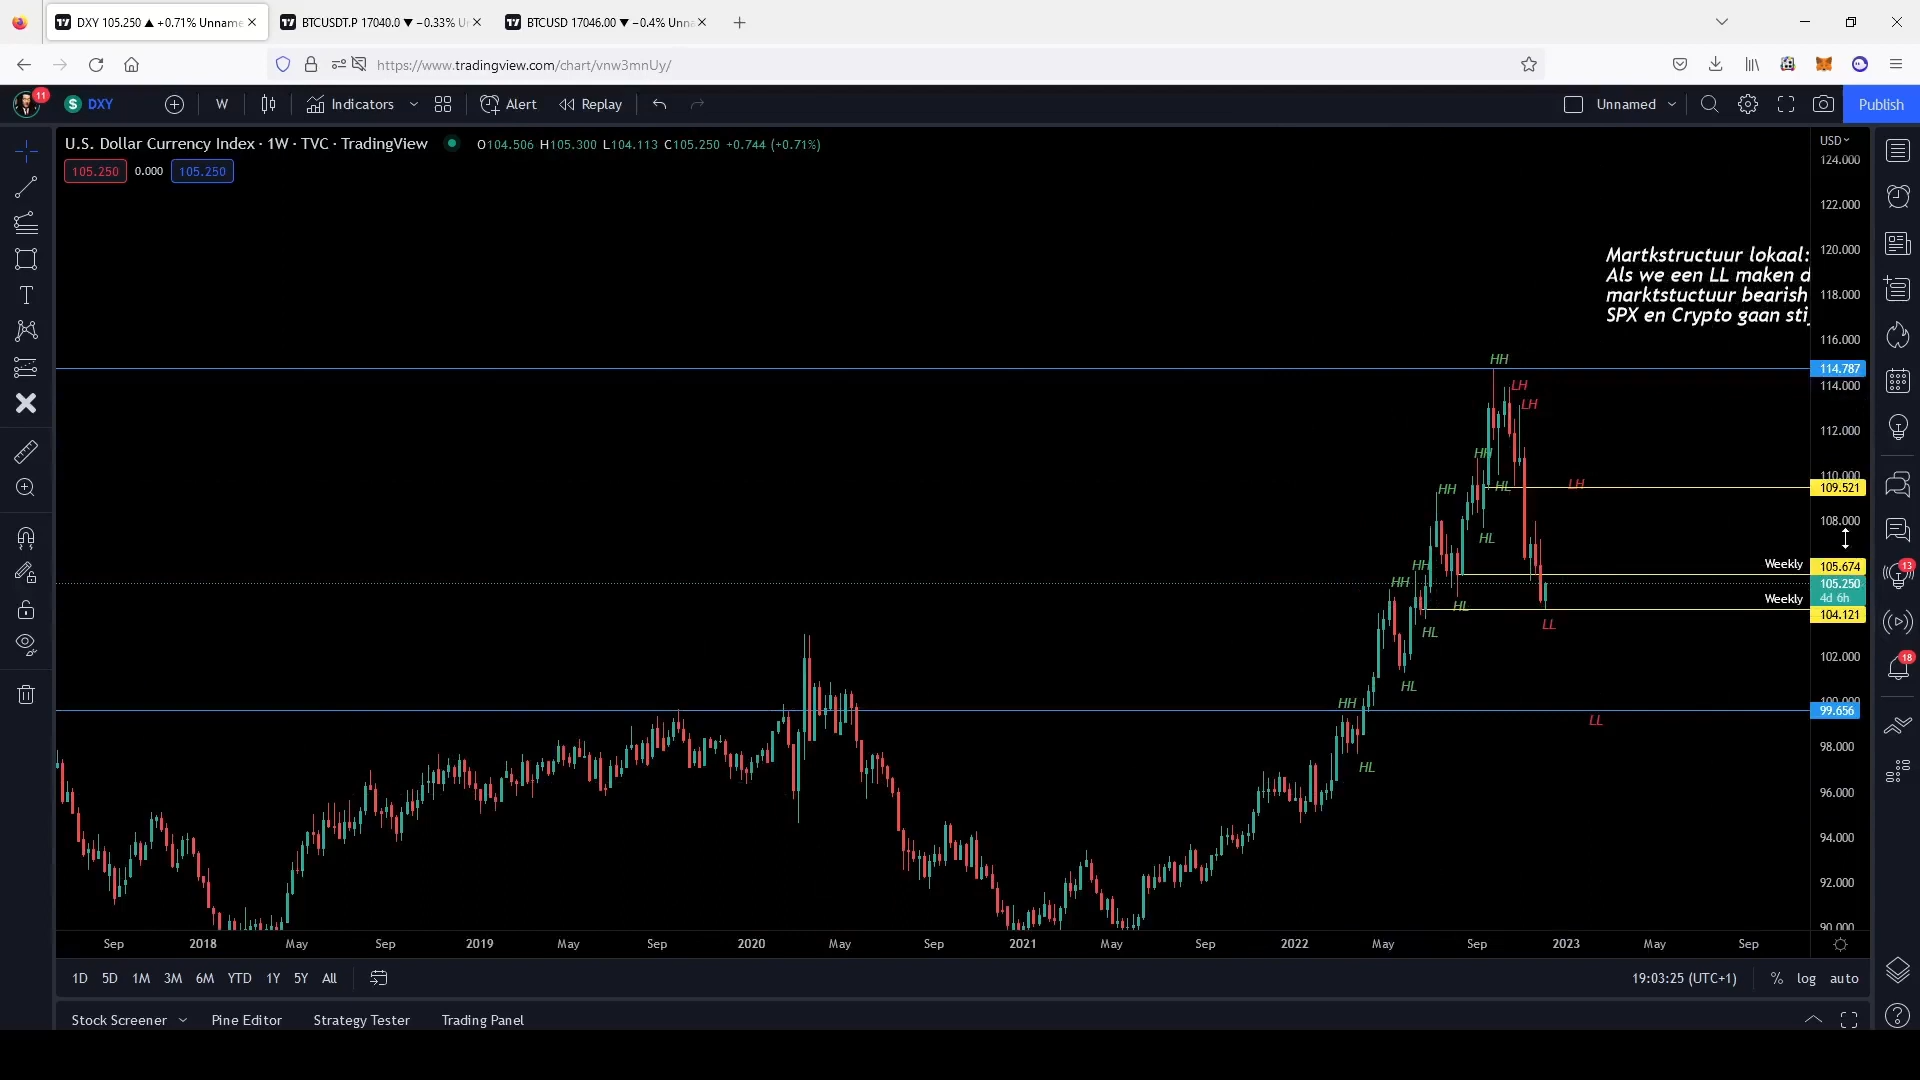 DXY 105.250 ▲ +0.71% Unname
BTCUSDT.P 17040.0 ▼ −0.33% U
BTCUSD 17046.00 ▼ −0.4% Unna
https://www.tradingview.com/chart/vnw3mnUy/
11
DXY
W
Indicators
Alert
Replay
Unnamed
Publish
U.S. Dollar Currency Index · 1W · TVC · TradingView
O104.506 H105.300 L104.113 C105.250 +0.744 (+0.71%)
105.250 0.000 105.250
USD
124.000
122.000
120.000
118.000
116.000
114.787
114.000
112.000
110.000
109.521
108.000
105.674
105.250
4d 6h
104.121
102.000
100.000
99.656
98.000
96.000
94.000
92.000
90.000
Martkstructuur lokaal:
Als we een LL maken d
marktstuctuur bearish
SPX en Crypto gaan stij
HH
LH
LH
HH
HH
HL
LH
HL
Weekly
HH
HH
Weekly
HL
LL
HL
HL
HH
LL
HL
Sep 2018 May Sep 2019 May Sep 2020 May Sep 2021 May Sep 2022 May Sep 2023 May Sep
1D 5D 1M 3M 6M YTD 1Y 5Y All
19:03:25 (UTC+1) % log auto
Stock Screener Pine Editor Strategy Tester Trading Panel
13
18